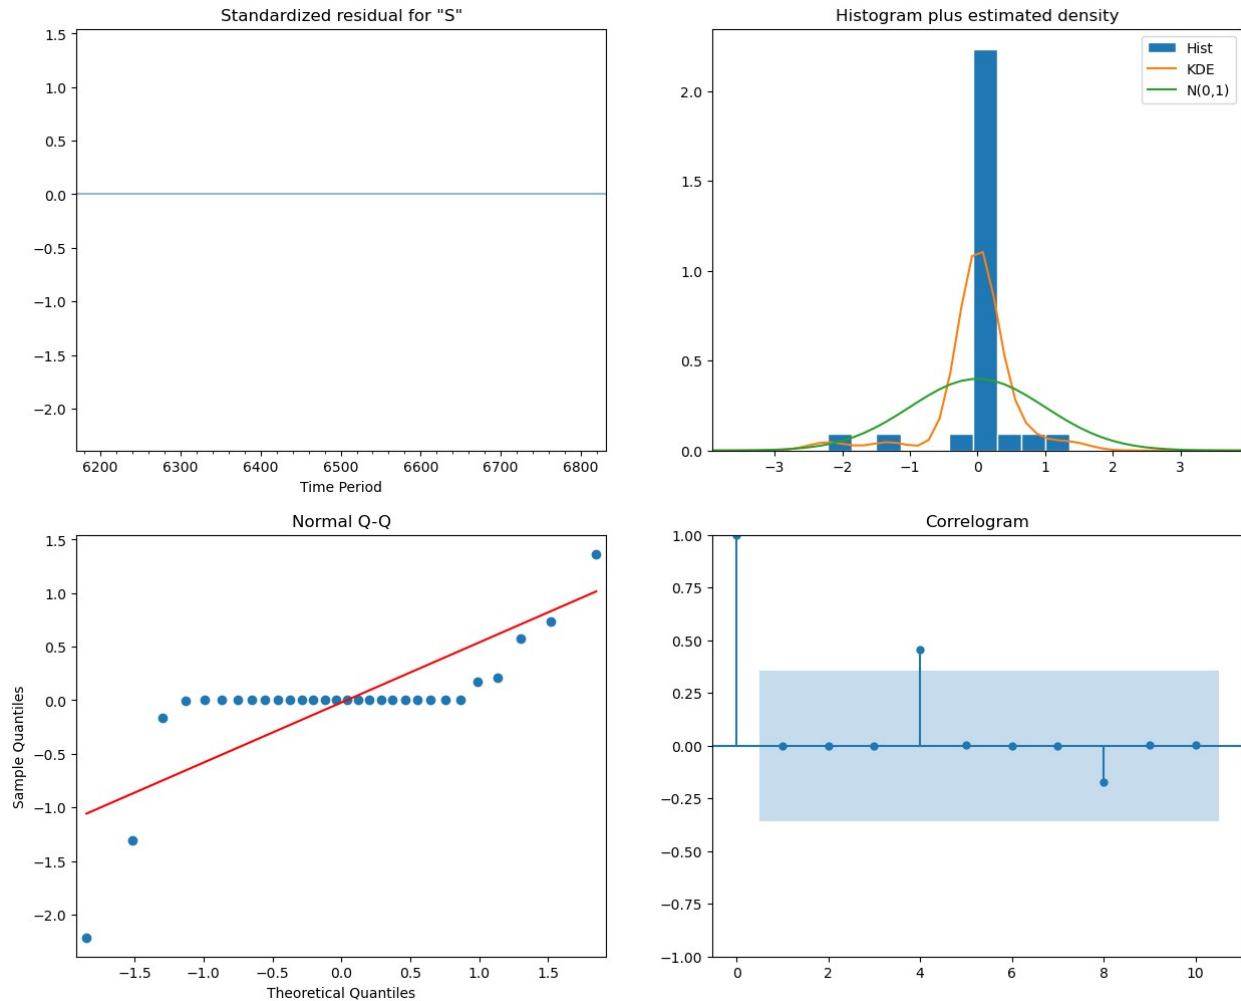 Standardized residual for "S"
1.5
1.0
0.5
0.0
−0.5
−1.0
−1.5
−2.0
6200 6300 6400 6500 6600 6700 6800
Time Period
Histogram plus estimated density
Hist
KDE
N(0,1)
2.0
1.5
1.0
0.5
0.0
−3 −2 −1 0 1 2 3
Normal Q-Q
Sample Quantiles
1.5
1.0
0.5
0.0
−0.5
−1.0
−1.5
−2.0
−1.5 −1.0 −0.5 0.0 0.5 1.0 1.5
Theoretical Quantiles
Correlogram
1.00
0.75
0.50
0.25
0.00
−0.25
−0.50
−0.75
−1.00
0 2 4 6 8 10